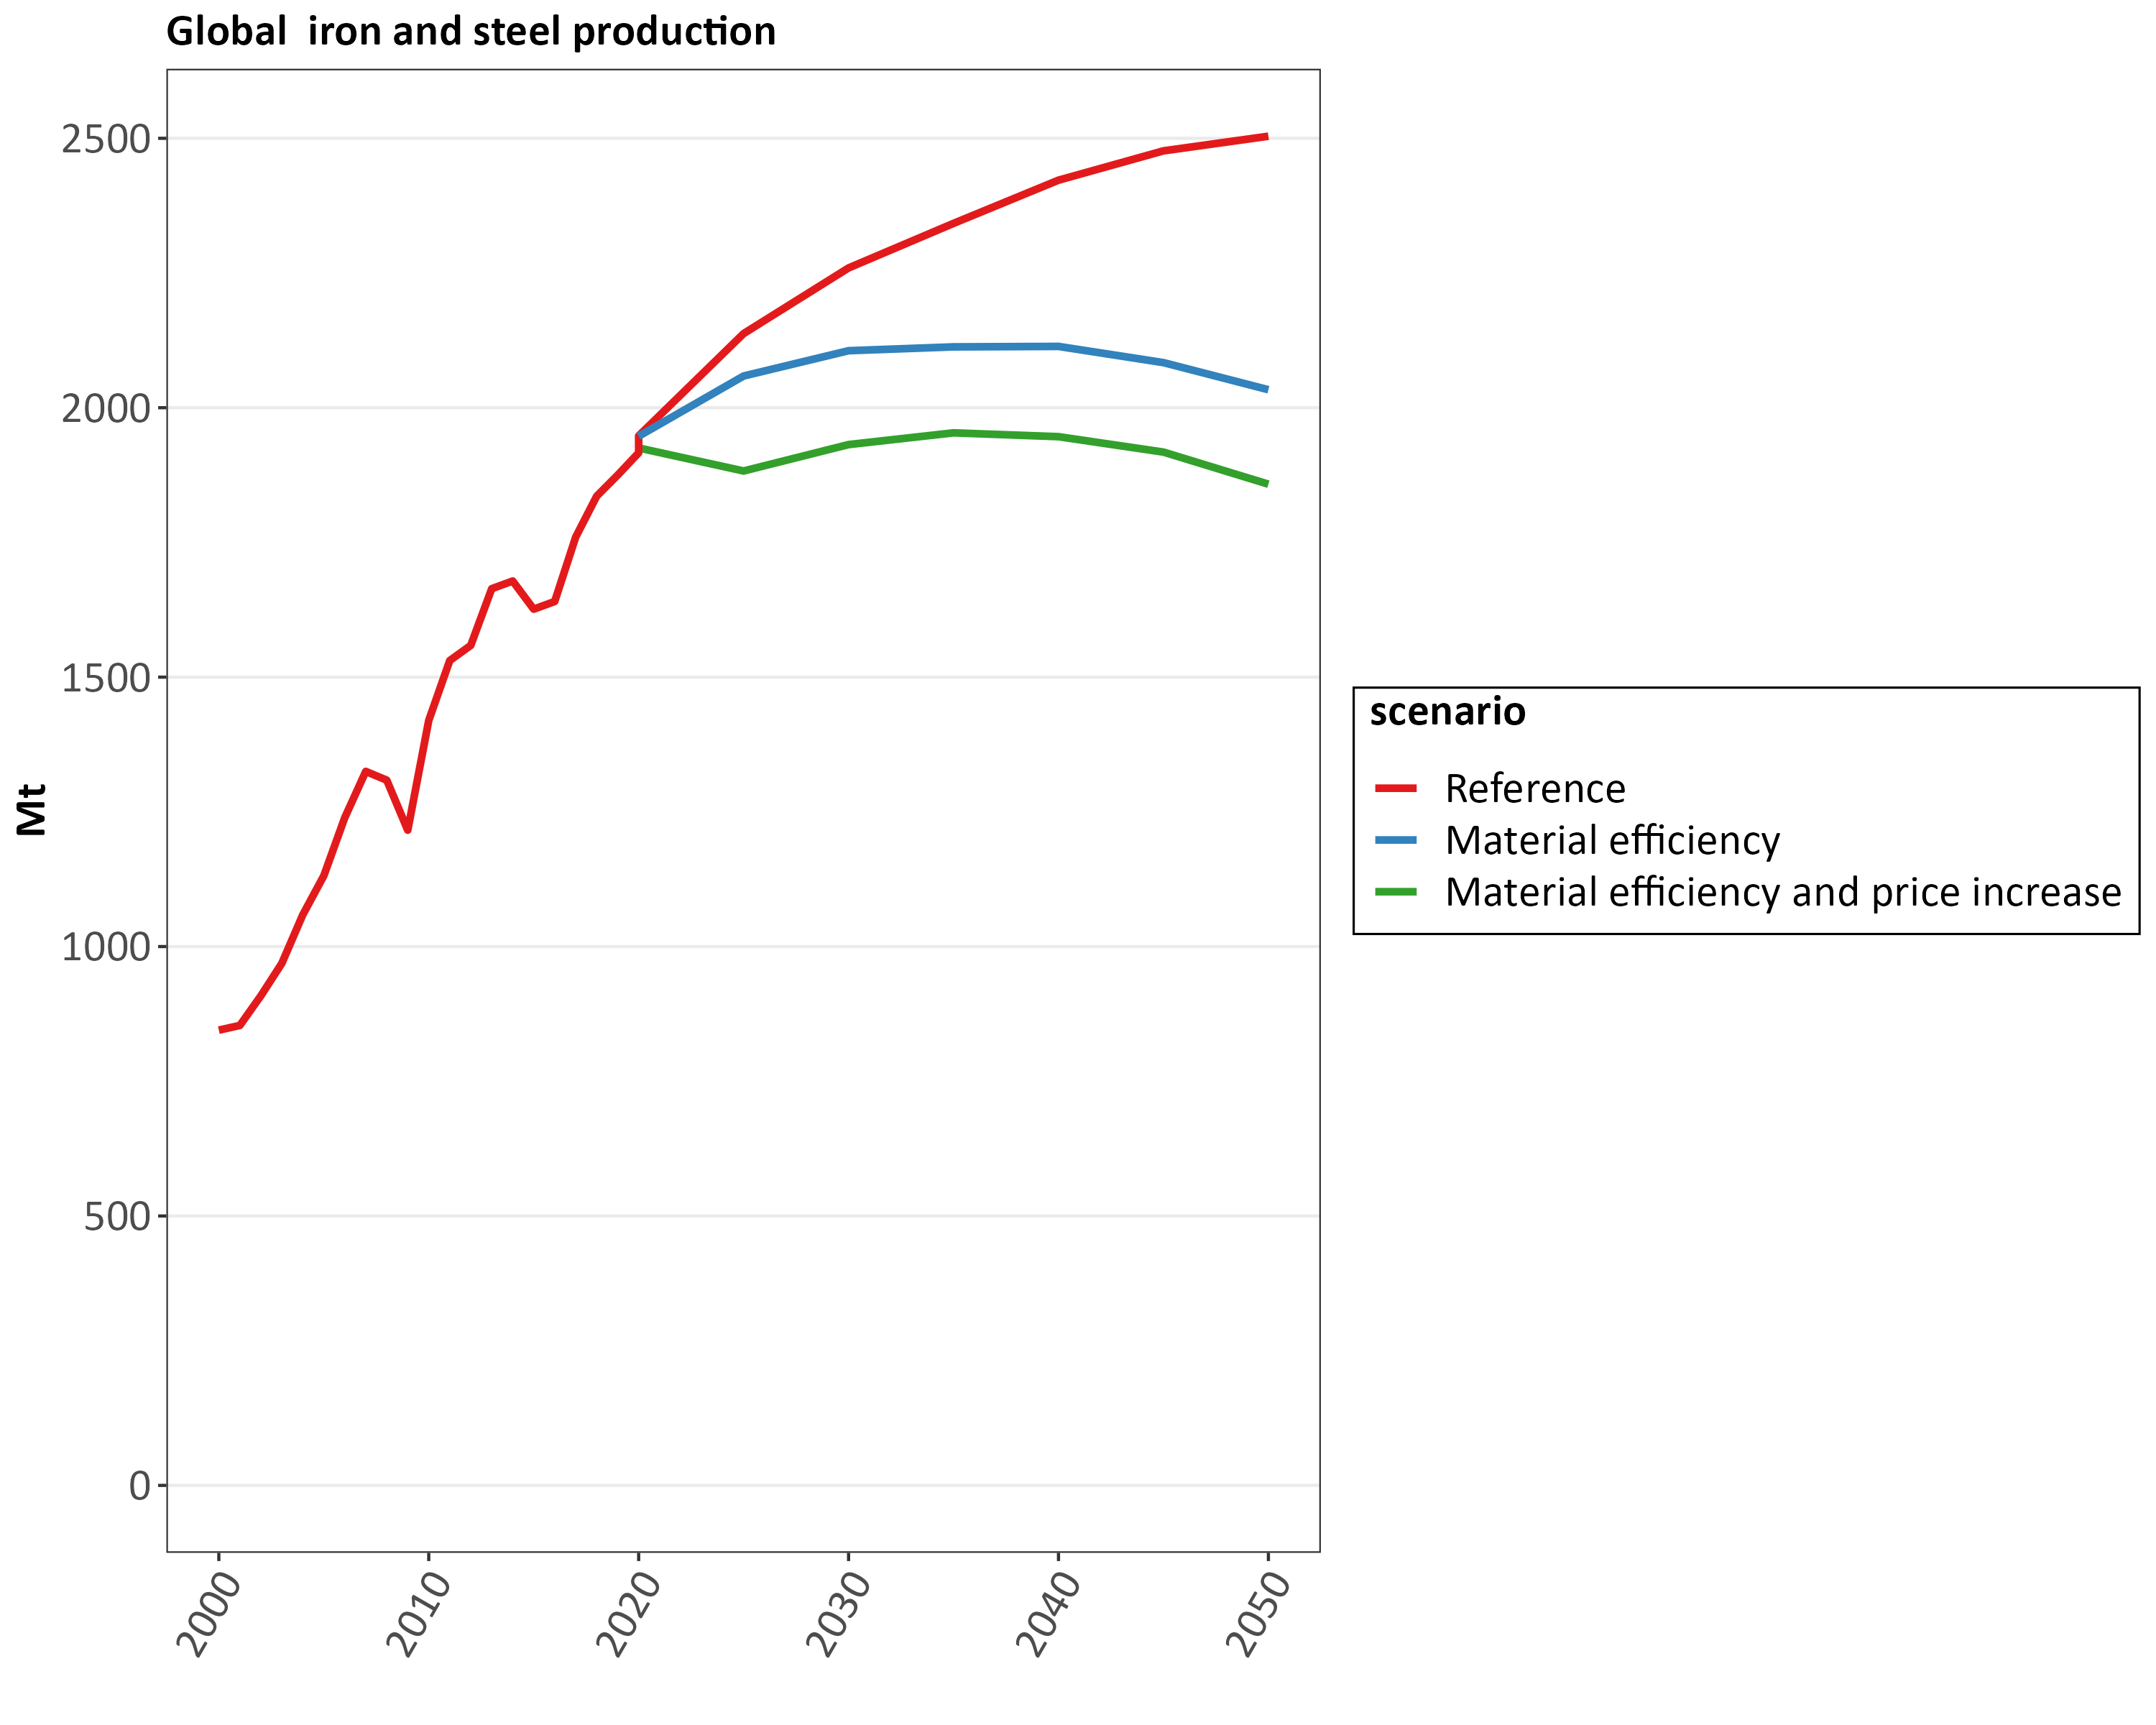 Global  iron and steel production
2500
2000
1500
1000
500
0
Mt
2000
2010
2020
2030
2040
2050
scenario
Reference
Material efficiency
Material efficiency and price increase